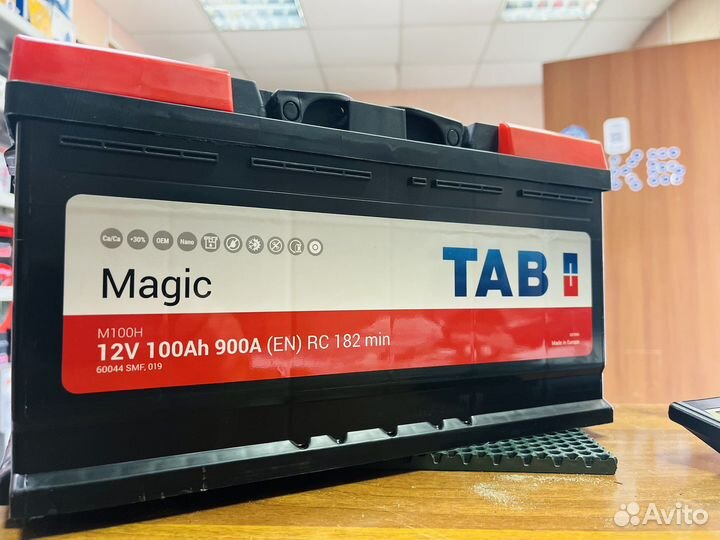 Ca/Ca +30% OEM Nano
Magic
TAB
M100H
12V 100Ah 900A (EN) RC 182 min
60044 SMF, 019
Made in Europe
Avito